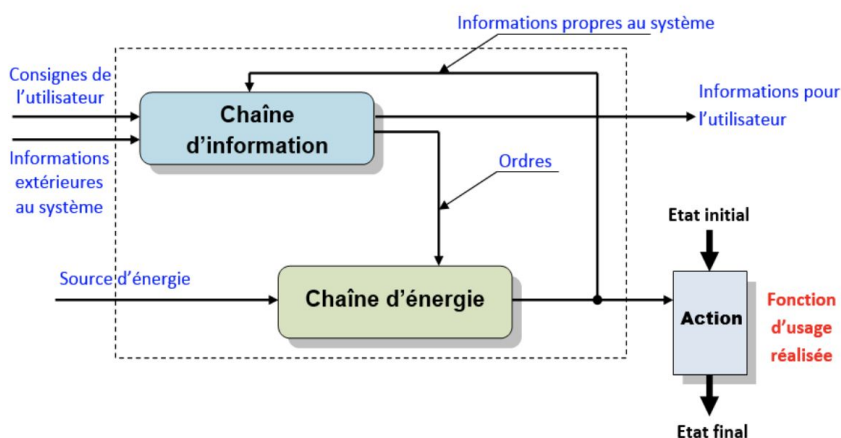 Informations propres au système
Consignes de
l'utilisateur
Chaîne
d'information
Informations pour
l'utilisateur
Informations
extérieures
au système
Ordres
Etat initial
Source d'énergie
Chaîne d'énergie
Action
Fonction
d'usage
réalisée
Etat final